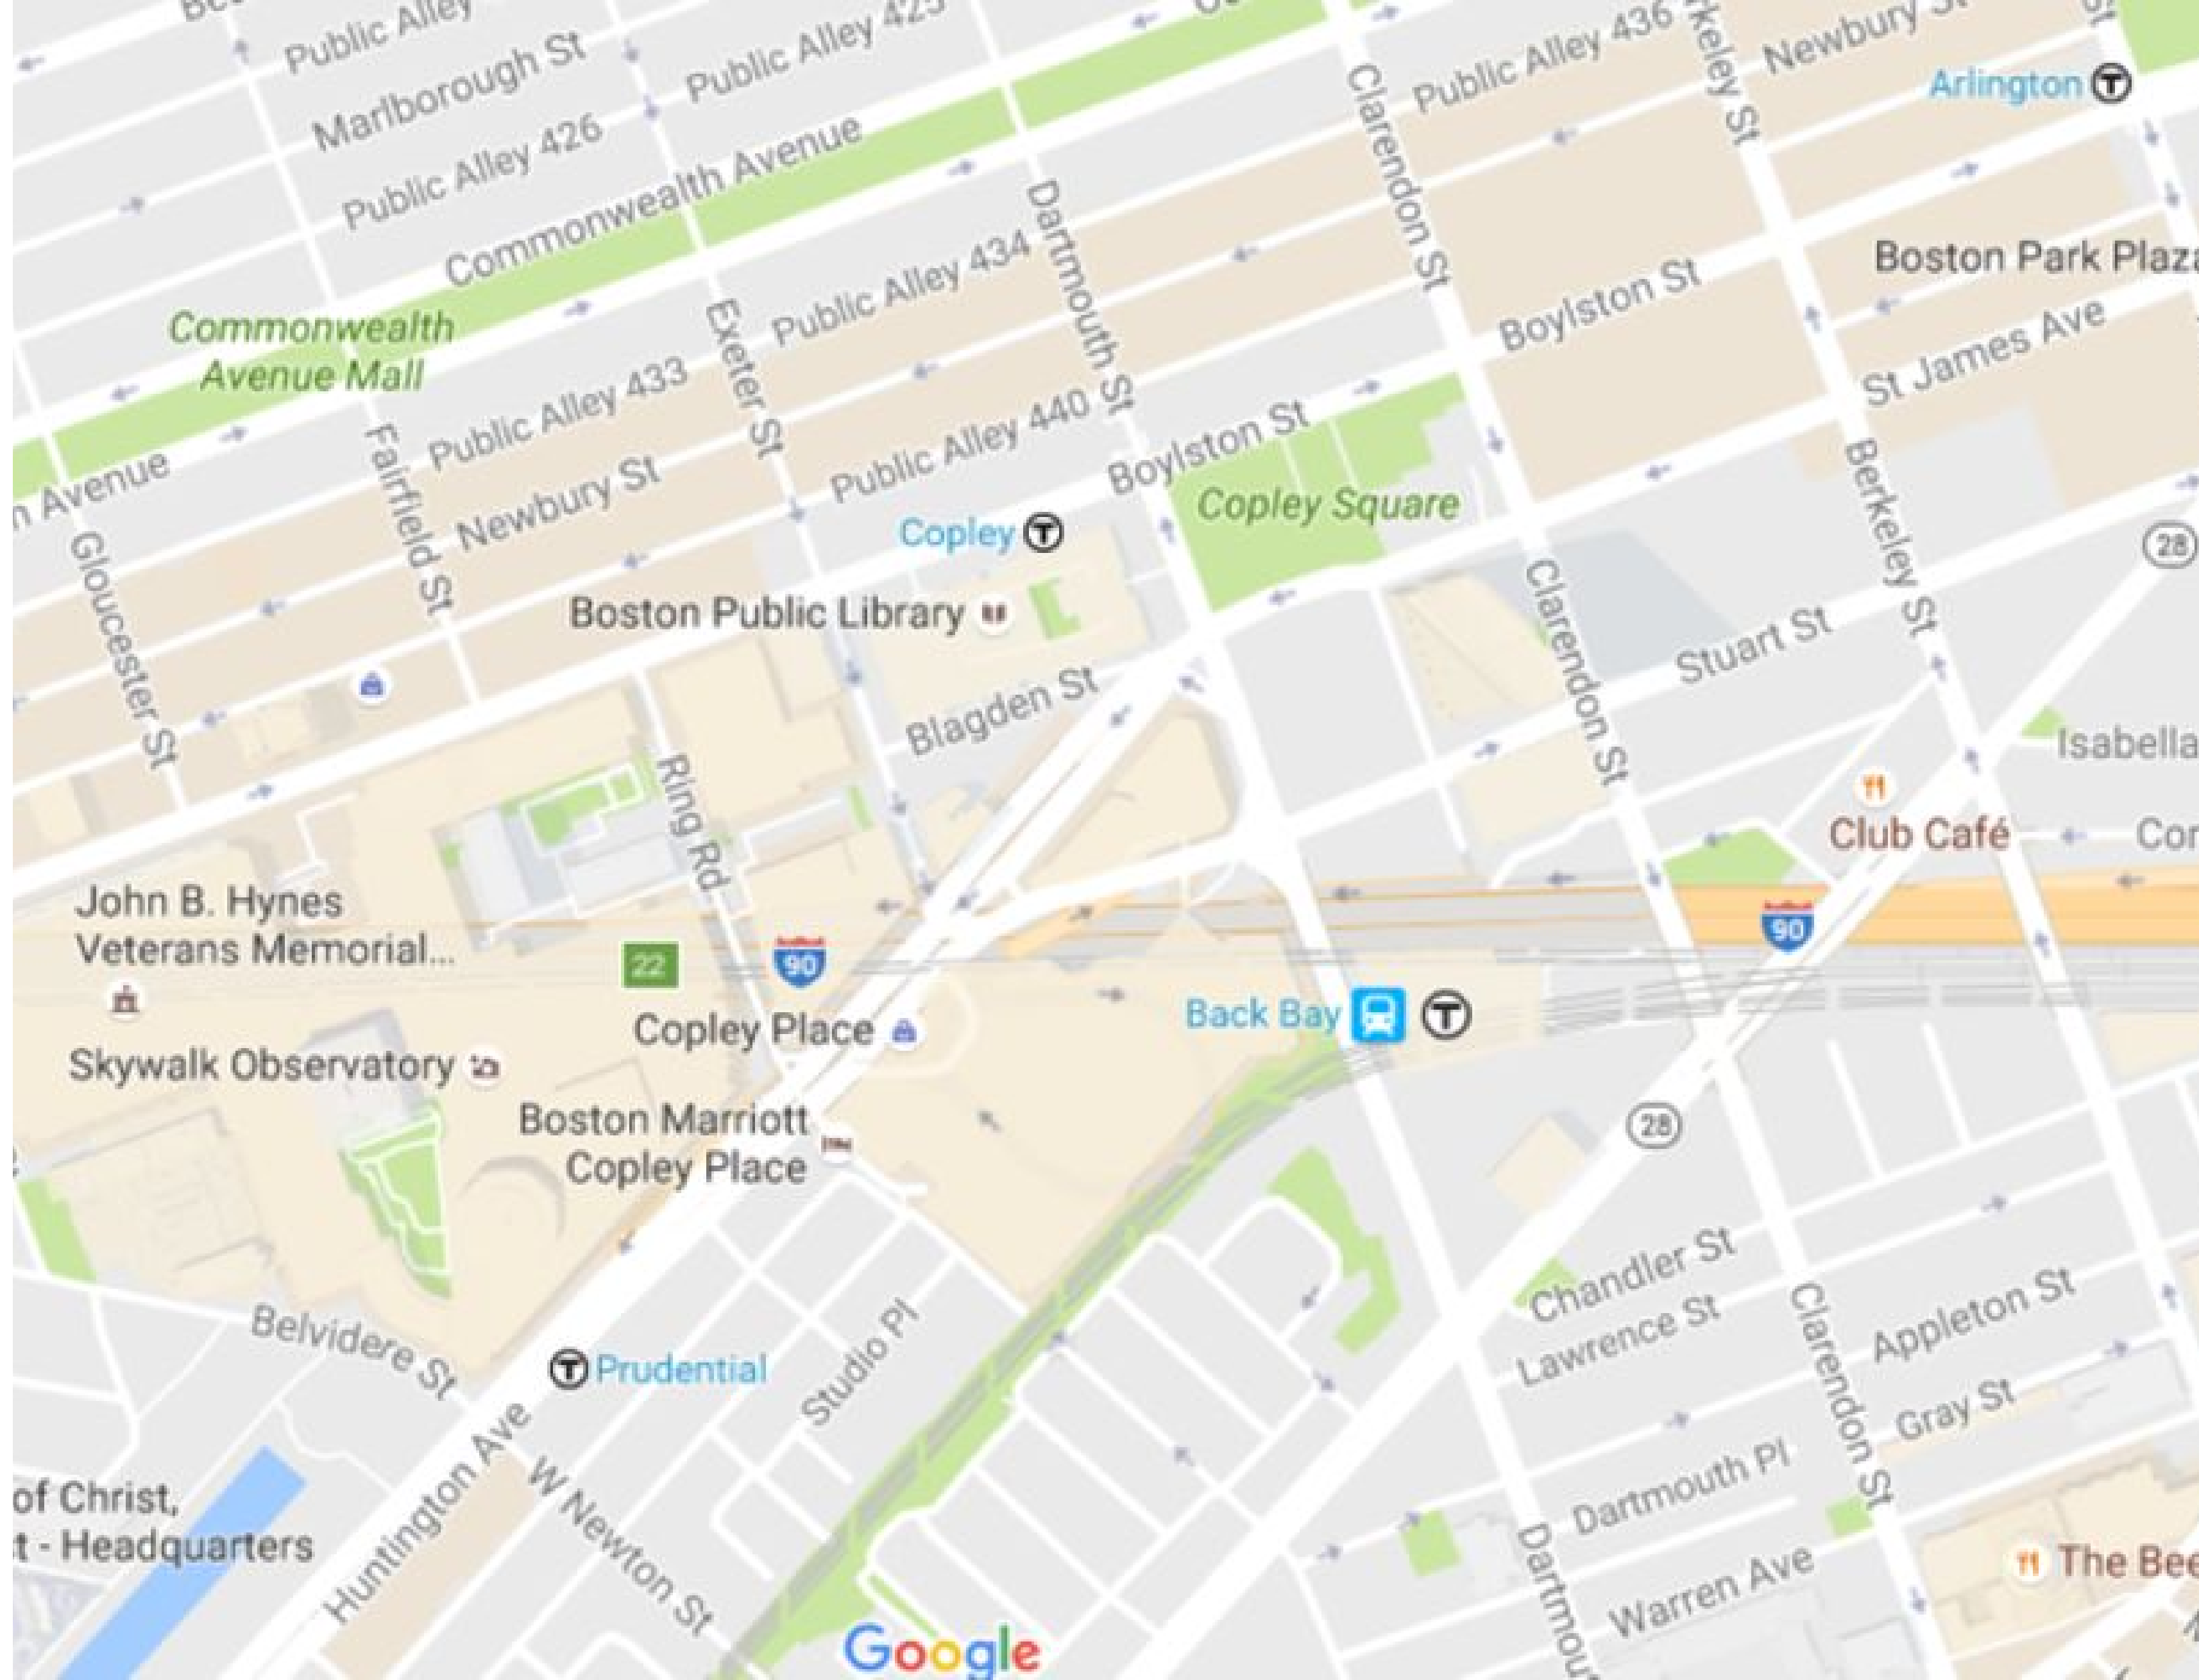 Public Alley
Marlborough St
Public Alley 426
Public Alley 425
Commonwealth Avenue
Commonwealth
Avenue Mall
n Avenue
Public Alley 436
Newbury St
Arlington
Clarendon St
rkeley St
St
Dartmouth St
Exeter St
Public Alley 434
Public Alley 433
Public Alley 440
Newbury St
Fairfield St
Gloucester St
Boylston St
Boylston St
Boston Park Plaza
St James Ave
Copley Square
Copley
Boston Public Library
Blagden St
Berkeley St
28
Clarendon St
Stuart St
Isabella
Club Café
Cor
Ring Rd
John B. Hynes
Veterans Memorial...
22
90
90
Copley Place
Skywalk Observatory
Back Bay
T
Boston Marriott
Copley Place
28
Belvidere St
Prudential
Studio Pl
Chandler St
Lawrence St
Appleton St
Gray St
Clarendon St
Dartmouth Pl
Warren Ave
Dartmou
Huntington Ave
W Newton St
of Christ,
t - Headquarters
The Bee
Google